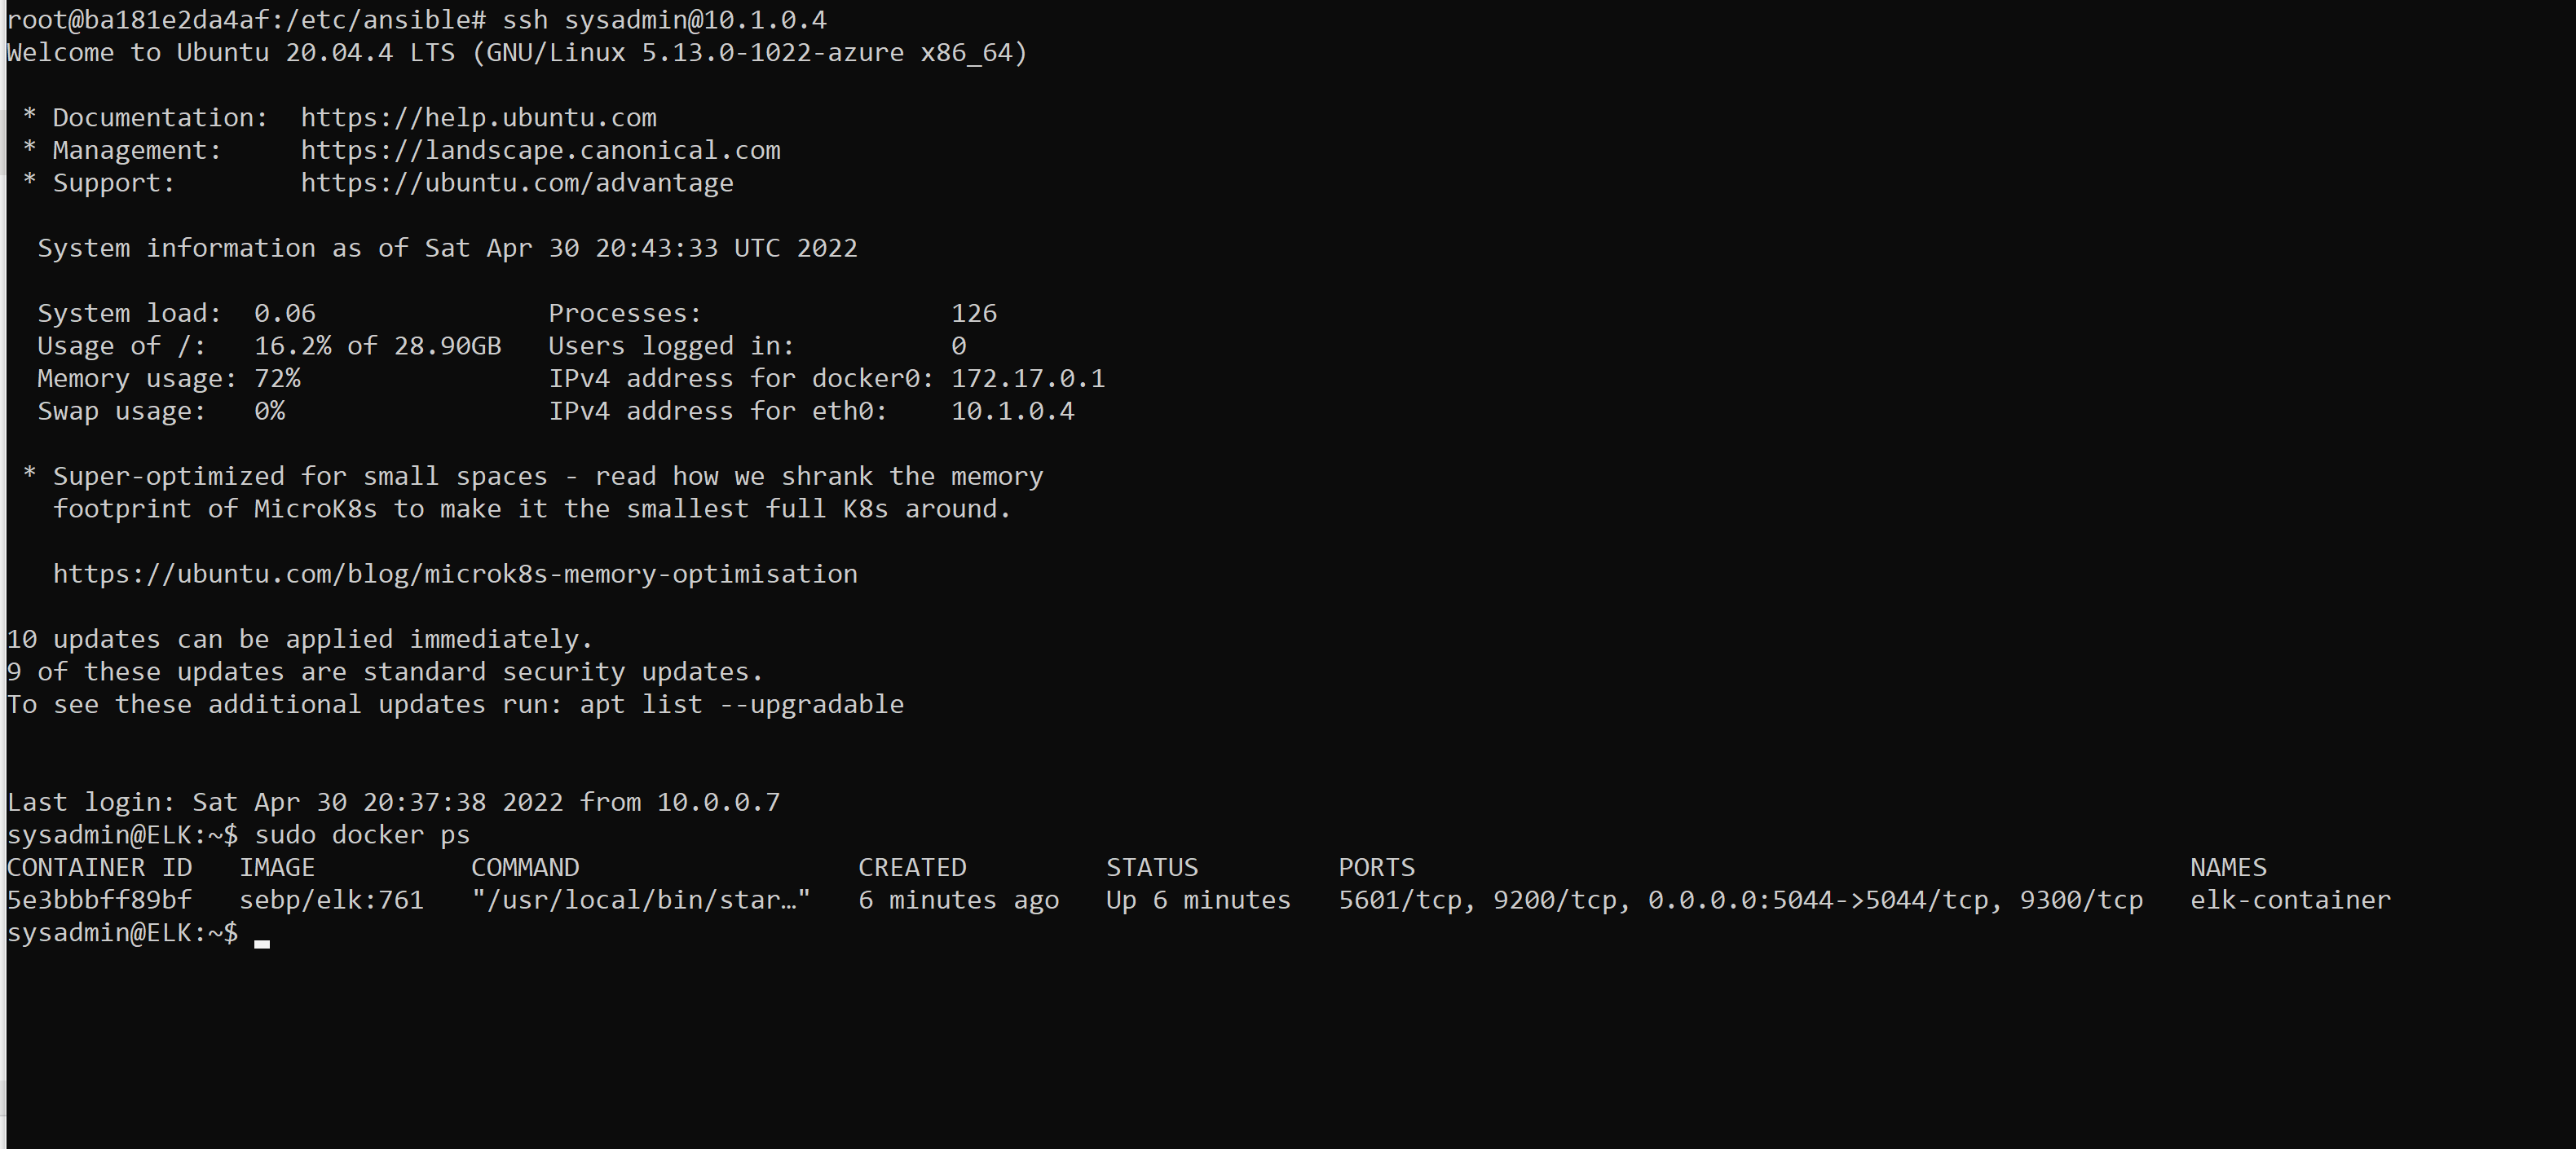 root@ba181e2da4af:/etc/ansible# ssh sysadmin@10.1.0.4
Welcome to Ubuntu 20.04.4 LTS (GNU/Linux 5.13.0-1022-azure x86_64)
* Documentation:  https://help.ubuntu.com
* Management:     https://landscape.canonical.com
* Support:        https://ubuntu.com/advantage
System information as of Sat Apr 30 20:43:33 UTC 2022
System load:  0.06               Processes:                126
Usage of /:   16.2% of 28.90GB   Users logged in:          0
Memory usage: 72%                IPv4 address for docker0: 172.17.0.1
Swap usage:   0%                 IPv4 address for eth0:    10.1.0.4
* Super-optimized for small spaces - read how we shrank the memory
footprint of MicroK8s to make it the smallest full K8s around.
https://ubuntu.com/blog/microk8s-memory-optimisation
10 updates can be applied immediately.
9 of these updates are standard security updates.
To see these additional updates run: apt list --upgradable
Last login: Sat Apr 30 20:37:38 2022 from 10.0.0.7
sysadmin@ELK:~$ sudo docker ps
CONTAINER ID   IMAGE          COMMAND                  CREATED         STATUS         PORTS                                                  NAMES
5e3bbbff89bf   sebp/elk:761   "/usr/local/bin/star…"   6 minutes ago   Up 6 minutes   5601/tcp, 9200/tcp, 0.0.0.0:5044->5044/tcp, 9300/tcp   elk-container
sysadmin@ELK:~$